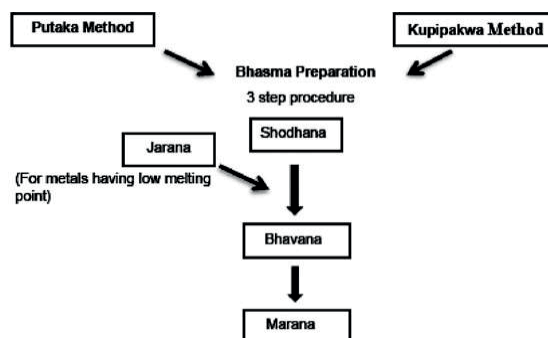 Putaka Method
Kupipakwa Method
Bhasma Preparation
3 step procedure
Shodhana
Jarana
(For metals having low melting
point)
Bhavana
Marana